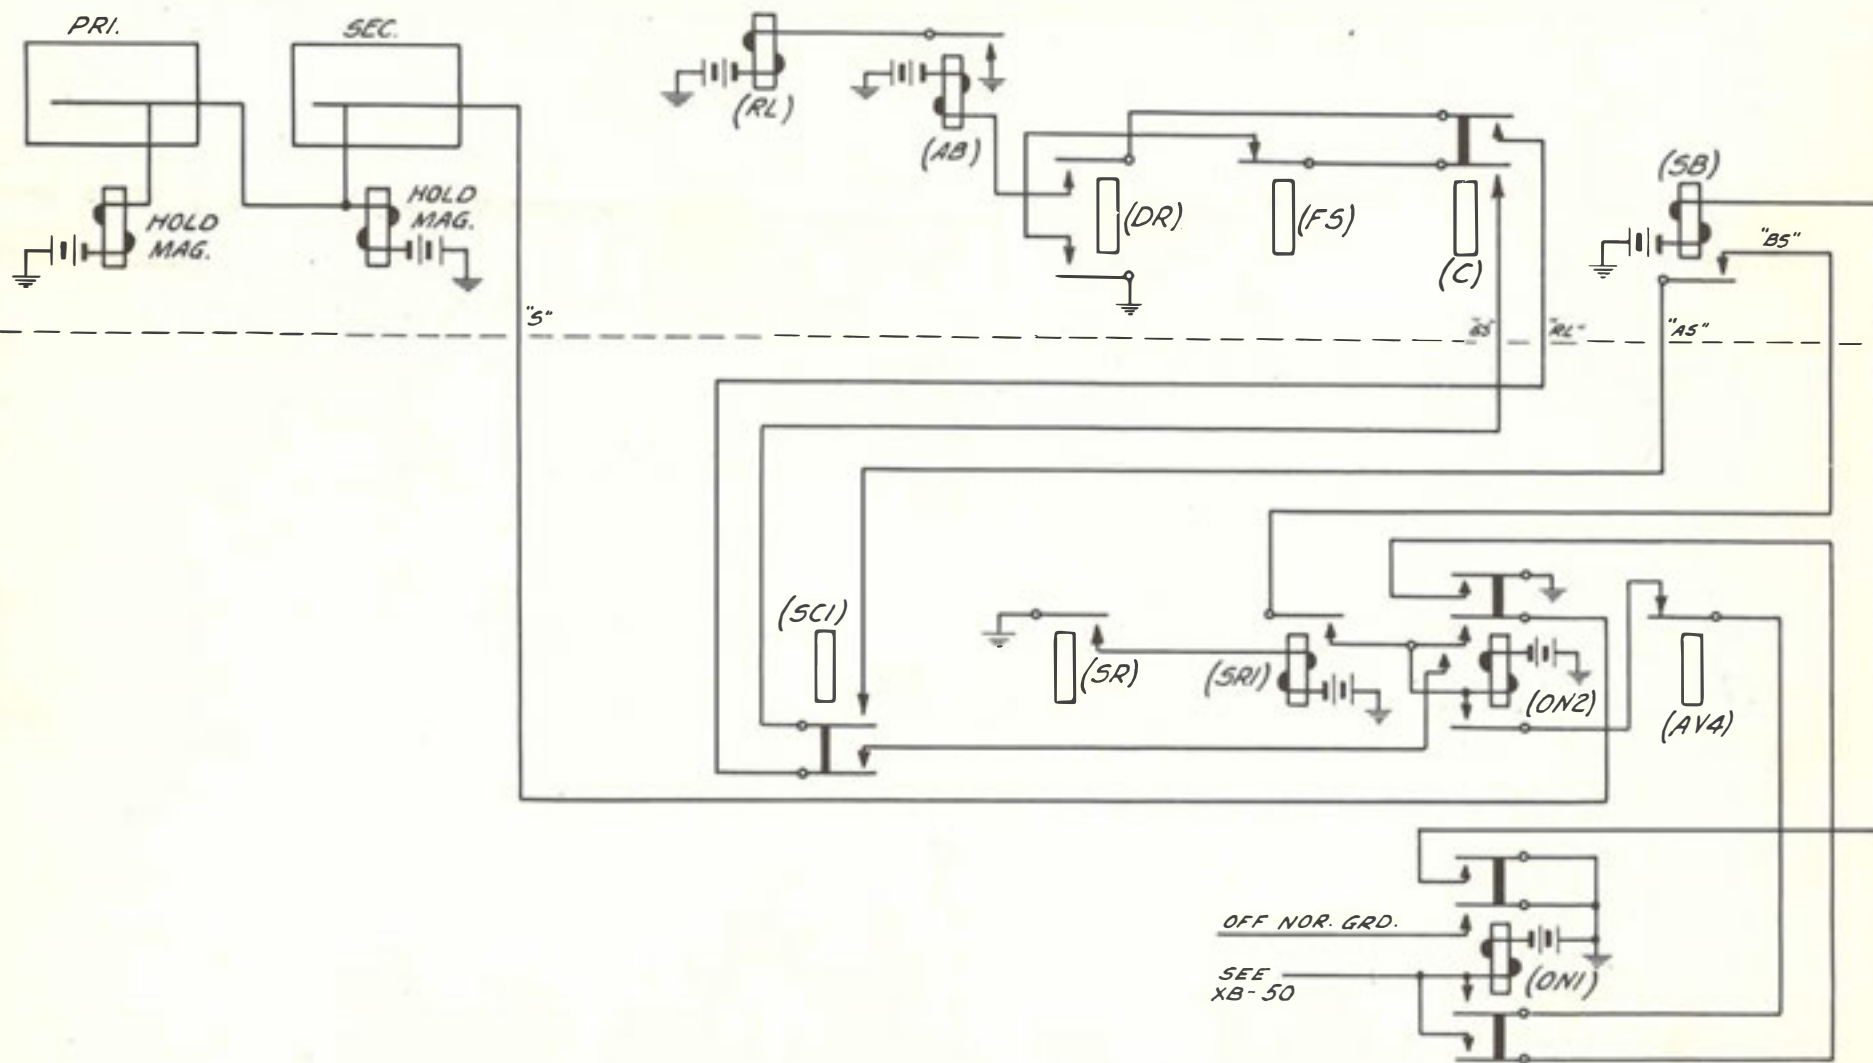 PRI.
SEC.
(RL)
(AB)
HOLD
MAG.
HOLD
MAG.
(DR)
(FS)
(C)
(SB)
"BS"
"S"
"RL"
"AS"
(SC1)
(SR)
(SR1)
(ON2)
(AV4)
OFF NOR. GRD.
SEE
XB-50
(ON1)